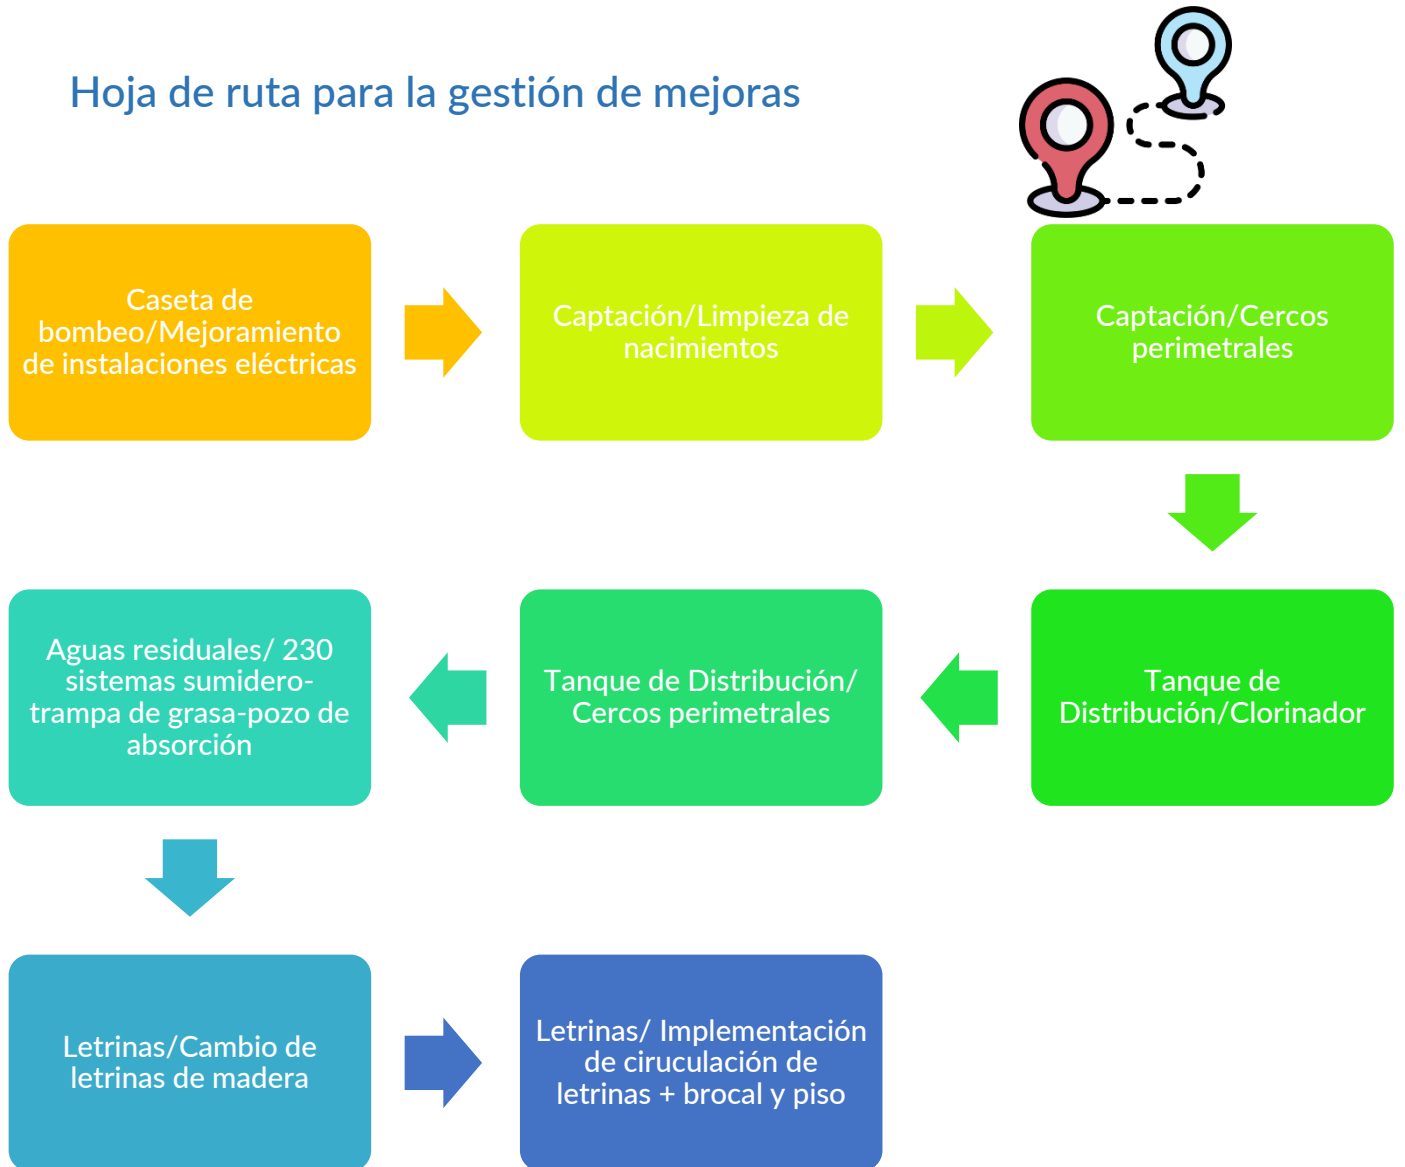 Hoja de ruta para la gestión de mejoras
Caseta de
bombeo/Mejoramiento
de instalaciones eléctricas
Captación/Limpieza de
nacimientos
Captación/Cercos
perimetrales
Tanque de
Distribución/Clorinador
Tanque de Distribución/
Cercos perimetrales
Aguas residuales/ 230
sistemas sumidero-
trampa de grasa-pozo de
absorción
Letrinas/Cambio de
letrinas de madera
Letrinas/ Implementación
de ciruculación de
letrinas + brocal y piso